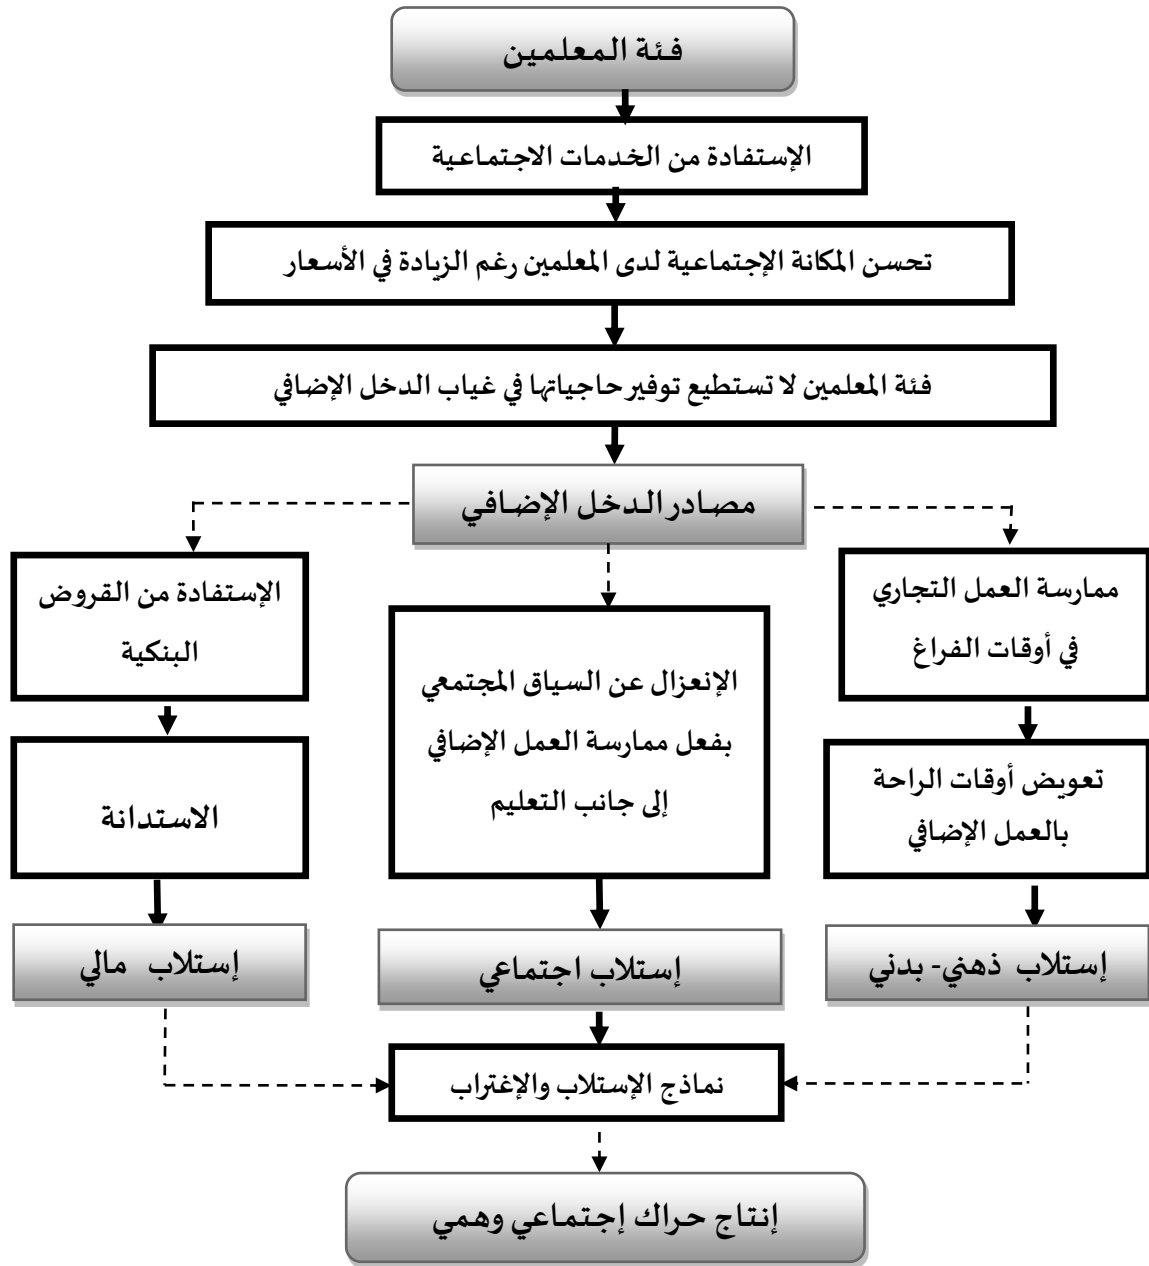 فئة المعلمين
الإستفادة من الخدمات الاجتماعية
تحسن المكانة الإجتماعية لدى المعلمين رغم الزيادة في الأسعار
فئة المعلمين لا تستطيع توفير حاجياتها في غياب الدخل الإضافي
مصادر الدخل الإضافي
ممارسة العمل التجاري
في أوقات الفراغ
الإنعزال عن السياق المجتمعي
بفعل ممارسة العمل الإضافي
إلى جانب التعليم
الإستفادة من القروض
البنكية
تعويض أوقات الراحة
بالعمل الإضافي
الاستدانة
إستلاب ذهني- بدني
إستلاب اجتماعي
إستلاب مالي
نماذج الإستلاب والإغتراب
إنتاج حراك إجتماعي وهمي